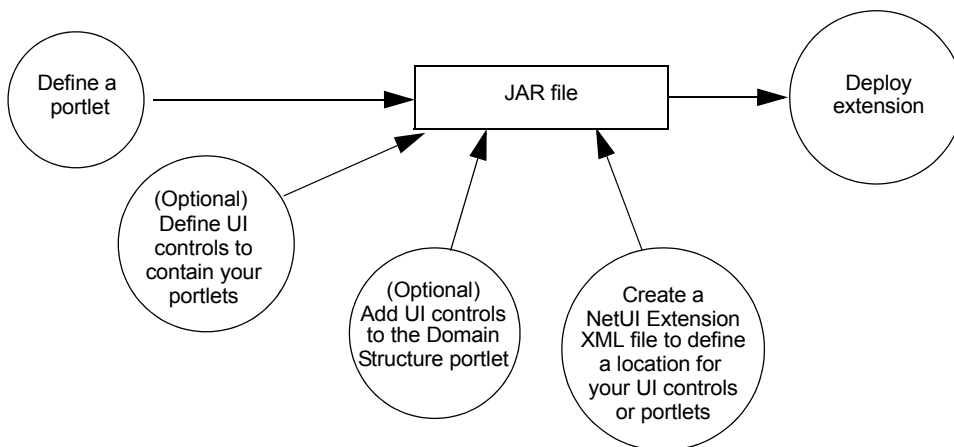 Define a
portlet
JAR file
Deploy
extension
(Optional)
Define UI
controls to
contain your
portlets
(Optional)
Add UI controls
to the Domain
Structure portlet
Create a
NetUI Extension
XML file to define
a location for
your UI controls
or portlets